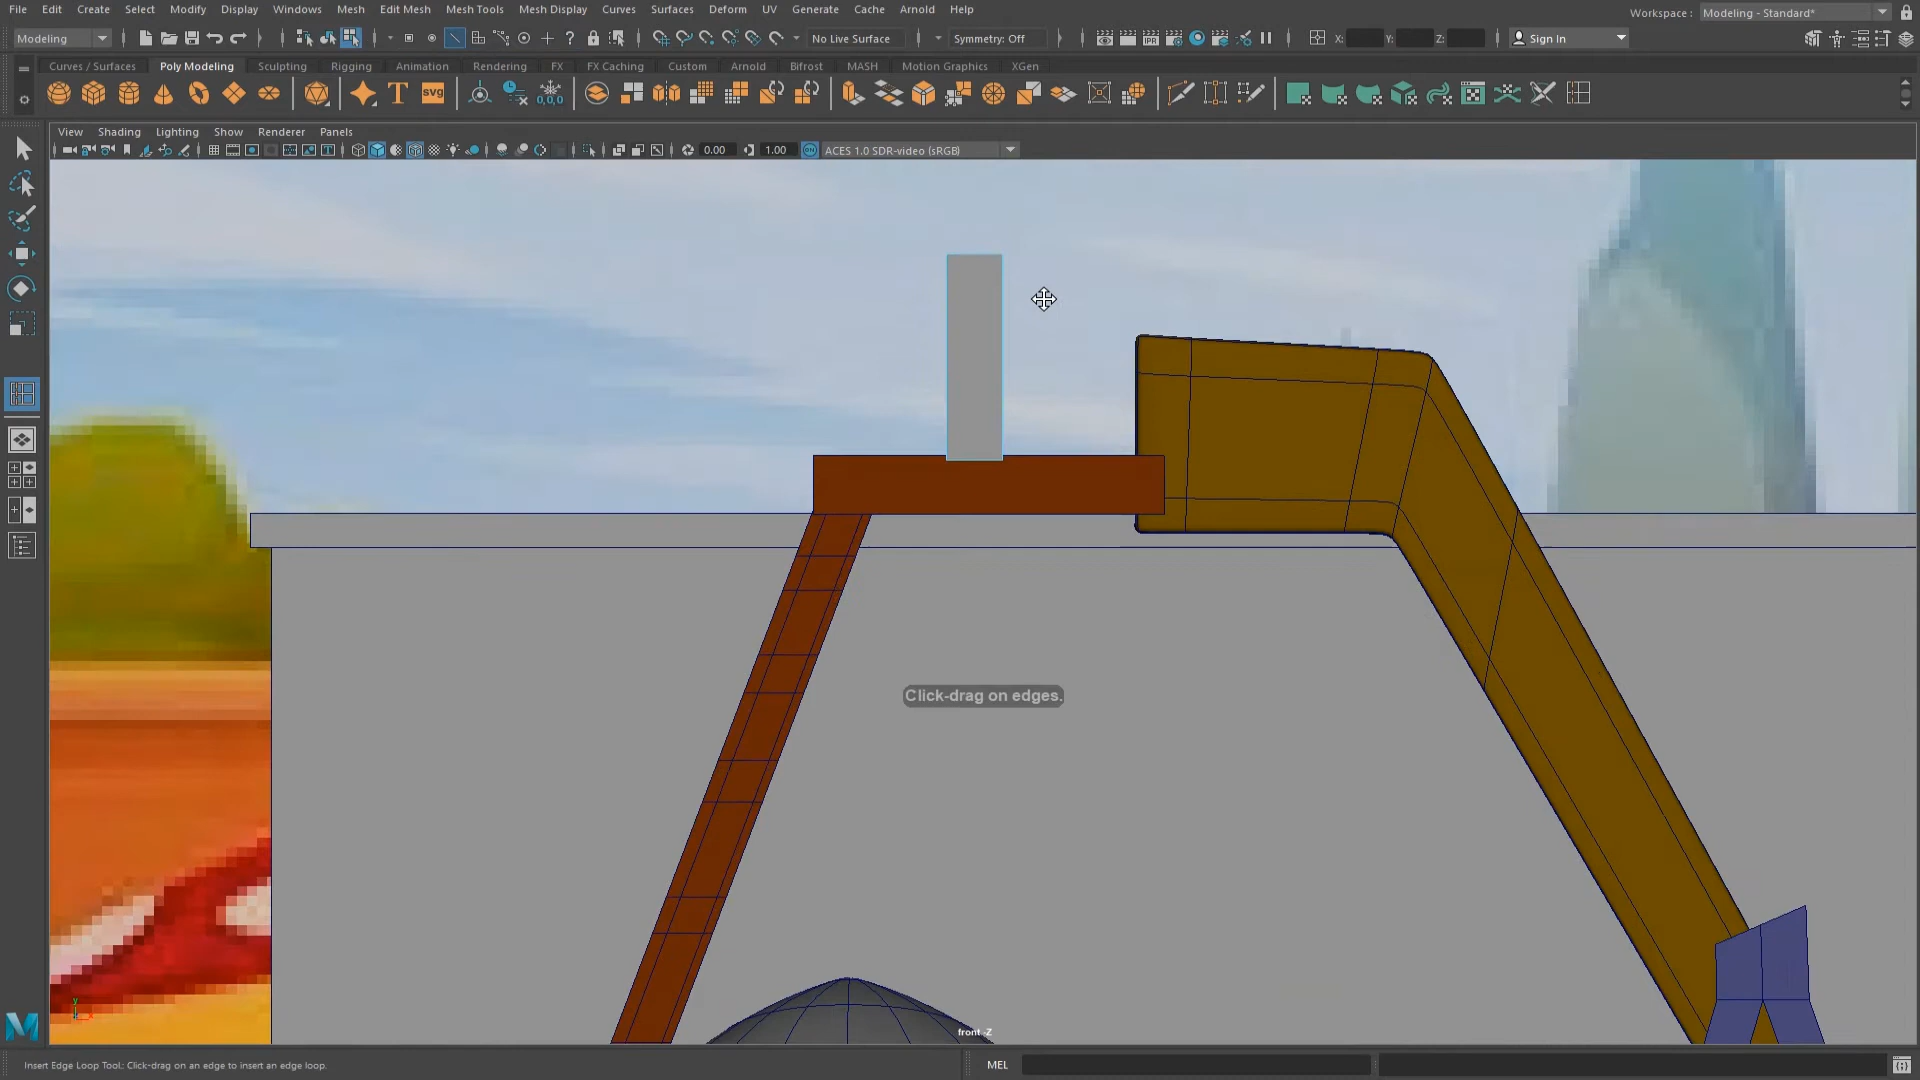 File Edit Create Select Modify Display Windows Mesh Edit Mesh Mesh Tools Mesh Display Curves Surfaces Deform UV Generate Cache Arnold Help
Workspace : Modeling - Standard*
Modeling
No Live Surface
Symmetry: Off
X: Y: Z:
Sign In
Curves / Surfaces Poly Modeling Sculpting Rigging Animation Rendering FX FX Caching Custom Arnold Bifrost MASH Motion Graphics XGen
T svg 0,0,0
View Shading Lighting Show Renderer Panels
0.00 1.00 ACES 1.0 SDR-video (sRGB)
Click-drag on edges.
y
front -Z
M
Insert Edge Loop Tool: Click-drag on an edge to insert an edge loop.
MEL